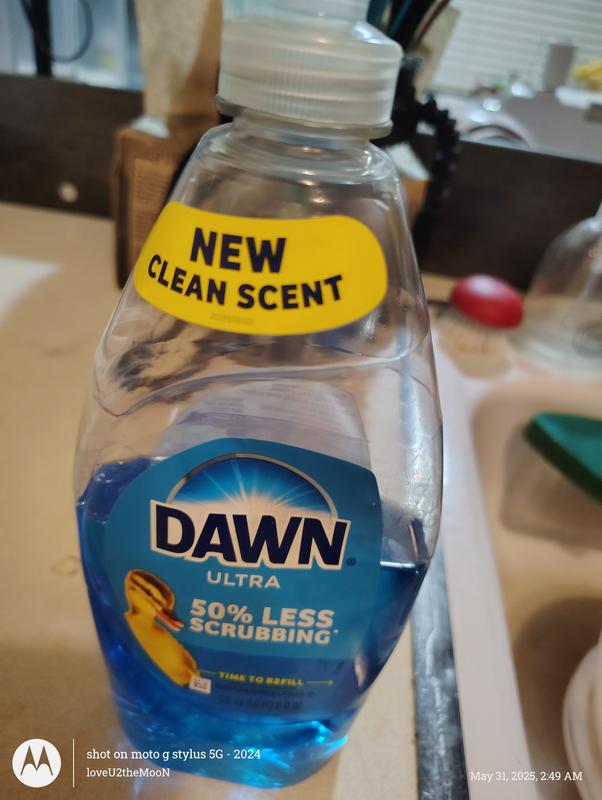 NEW
CLEAN SCENT
DAWN®
ULTRA
50% LESS
SCRUBBING*
TIME TO REFILL
shot on moto g stylus 5G - 2024
loveU2theMooN
May 31, 2025, 2:49 AM